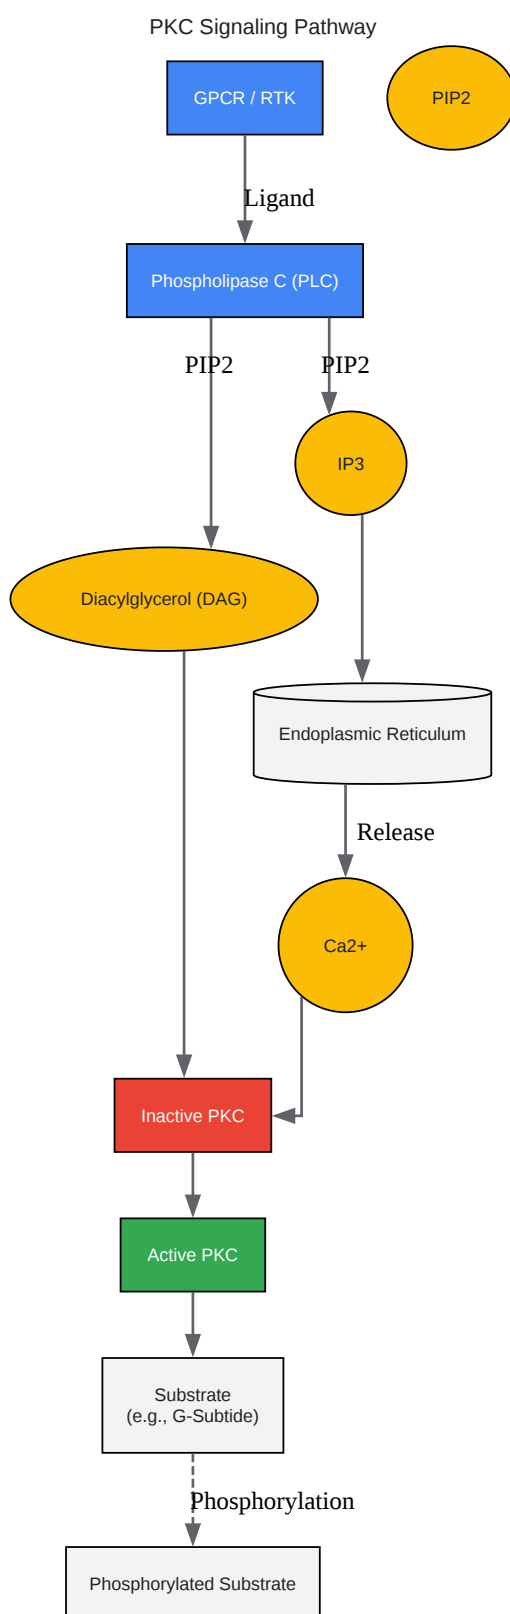 PKC Signaling Pathway
GPCR / RTK
PIP2
Ligand
Phospholipase C (PLC)
PIP2
PIP2
IP3
Diacylglycerol (DAG)
Endoplasmic Reticulum
Release
Ca2+
Inactive PKC
Active PKC
Substrate
(e.g., G-Subtide)
Phosphorylation
Phosphorylated Substrate